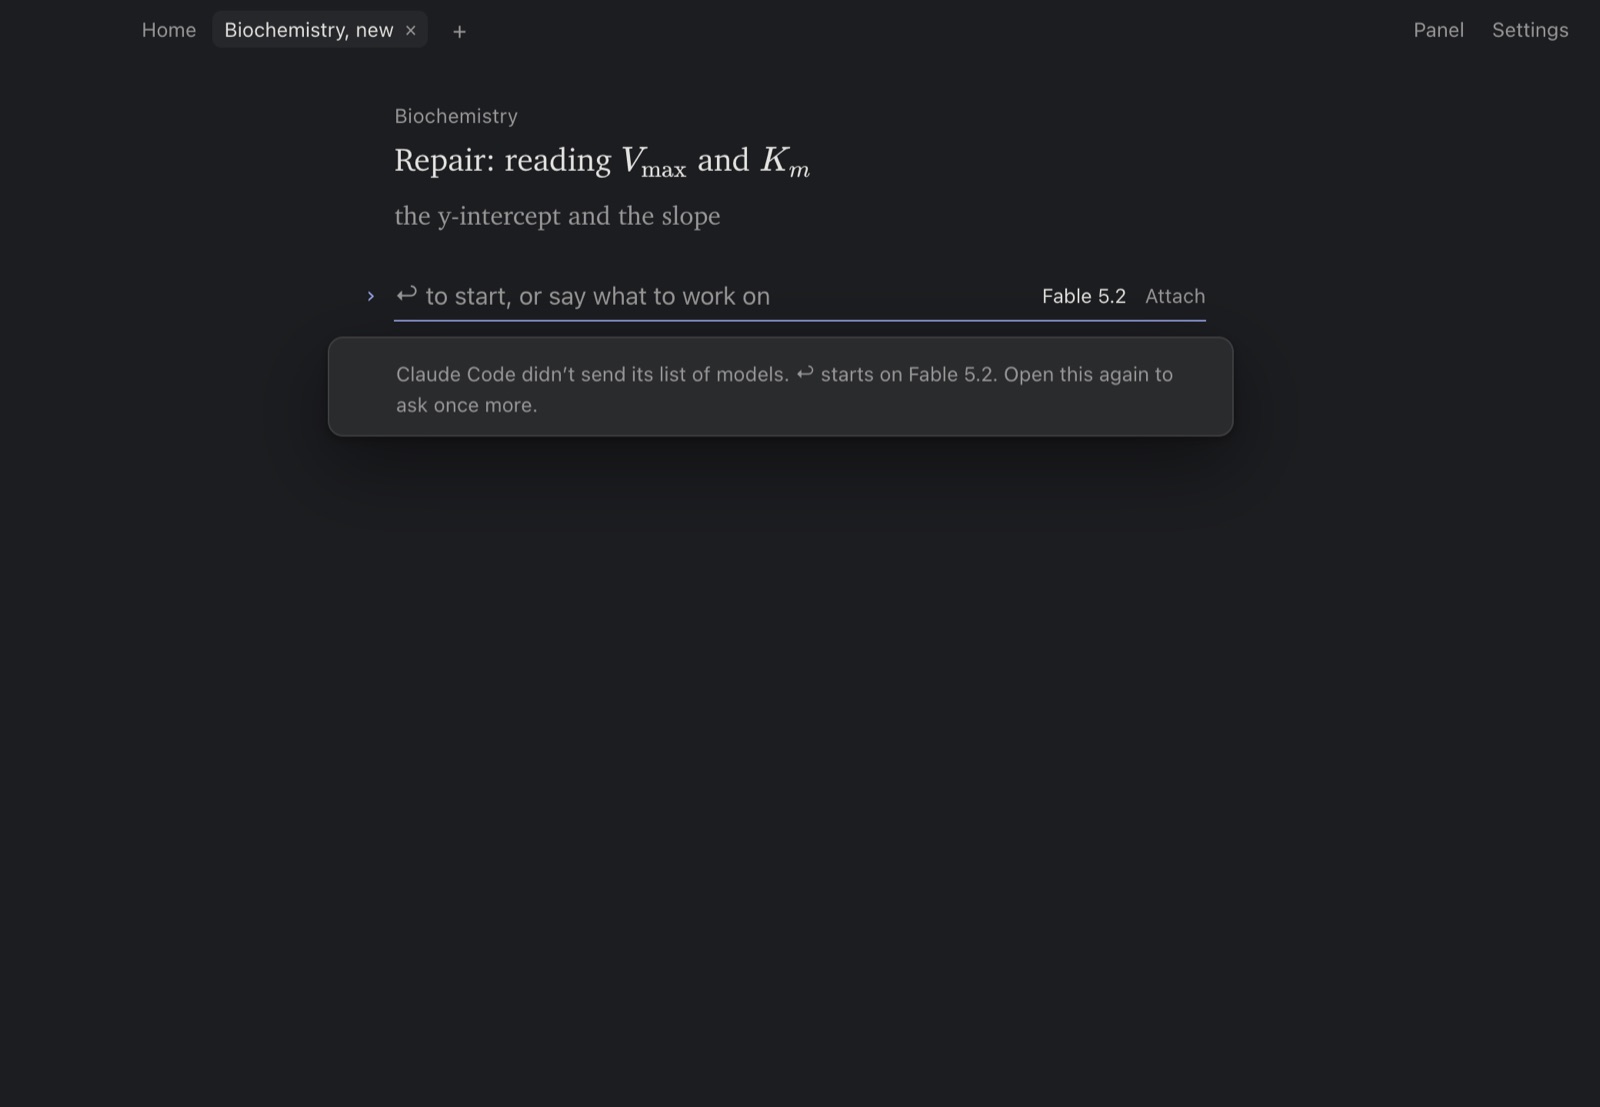 Home
Biochemistry, new ×
+
Panel
Settings
Biochemistry
Repair: reading Vmax and Km
the y-intercept and the slope
› ↩ to start, or say what to work on
Fable 5.2
Attach
Claude Code didn’t send its list of models. ↩ starts on Fable 5.2. Open this again to
ask once more.